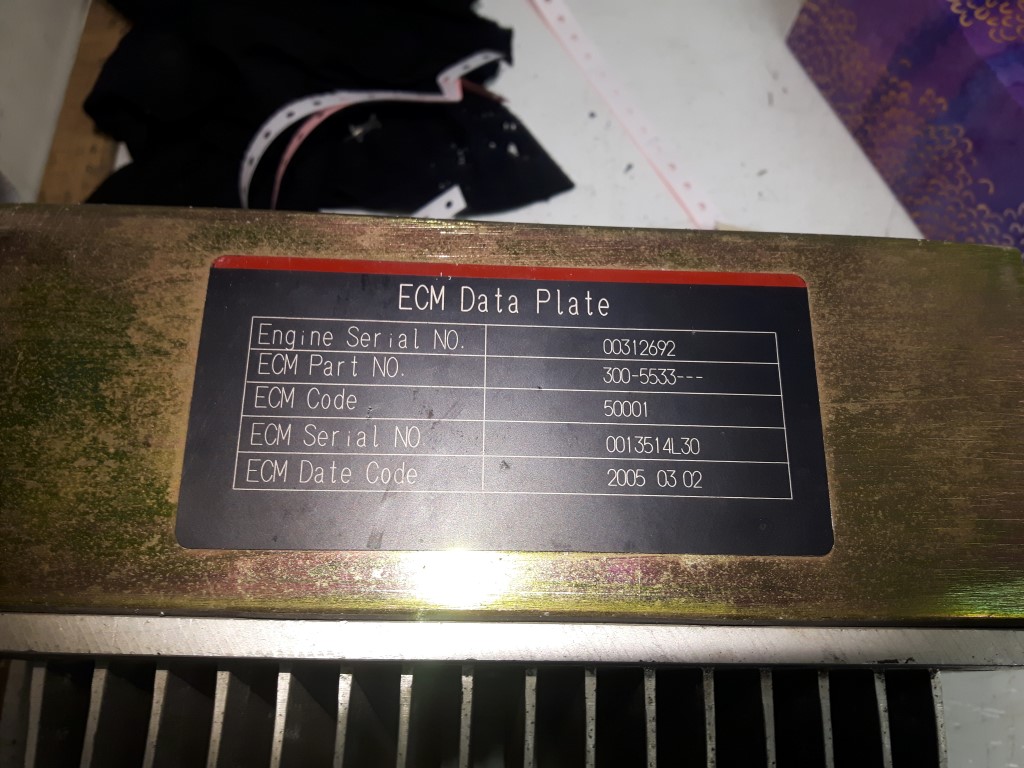 ECM Data Plate
Engine Serial NO. 00312692
ECM Part NO. 300-5533---
ECM Code 50001
ECM Serial NO. 0013514L30
ECM Date Code 2005 03 02